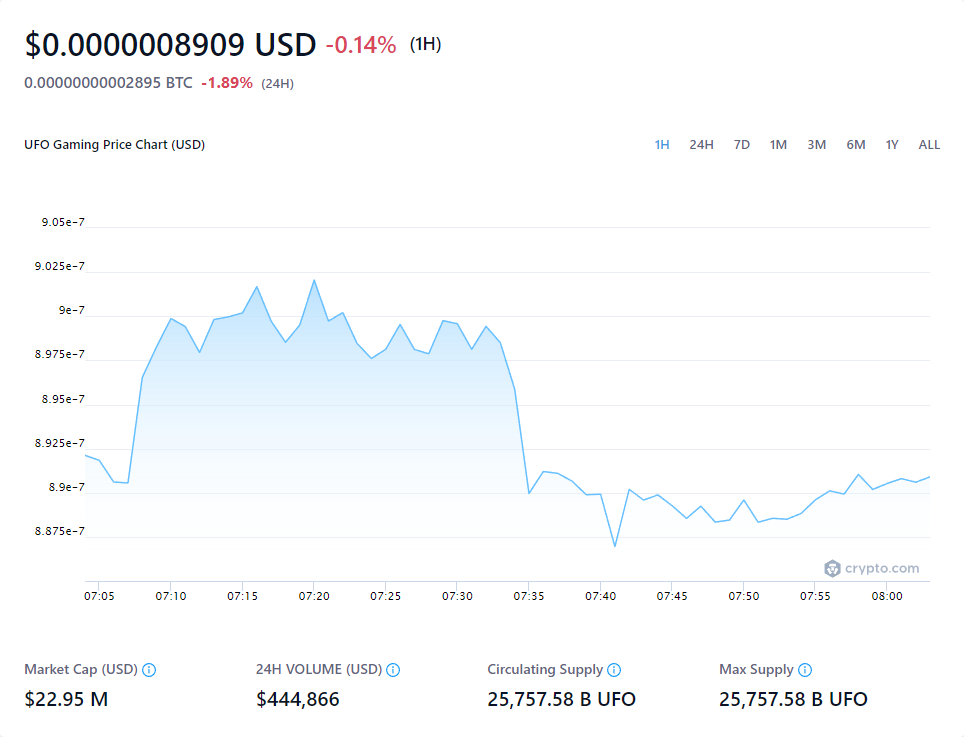 $0.0000008909 USD -0.14% (1H)
0.00000000002895 BTC -1.89% (24H)
UFO Gaming Price Chart (USD)
1H 24H 7D 1M 3M 6M 1Y ALL
9.05e-7
9.025e-7
9e-7
8.975e-7
8.95e-7
8.925e-7
8.9e-7
8.875e-7
crypto.com
07:05 07:10 07:15 07:20 07:25 07:30 07:35 07:40 07:45 07:50 07:55 08:00
Market Cap (USD) 24H VOLUME (USD) Circulating Supply Max Supply
$22.95 M $444,866 25,757.58 B UFO 25,757.58 B UFO